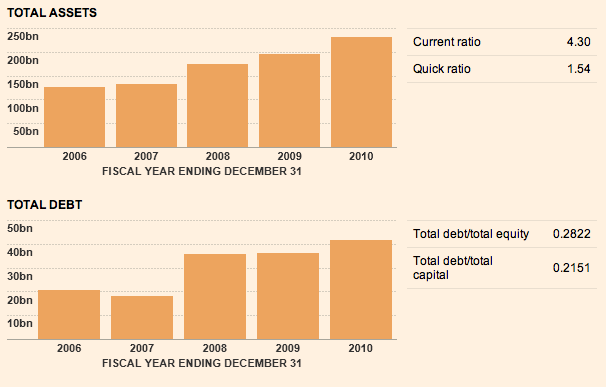 TOTAL ASSETS
250bn
200bn
150bn
100bn
50bn
2006 2007 2008 2009 2010
FISCAL YEAR ENDING DECEMBER 31
Current ratio 4.30
Quick ratio 1.54
TOTAL DEBT
50bn
40bn
30bn
20bn
10bn
2006 2007 2008 2009 2010
FISCAL YEAR ENDING DECEMBER 31
Total debt/total equity 0.2822
Total debt/total
capital 0.2151